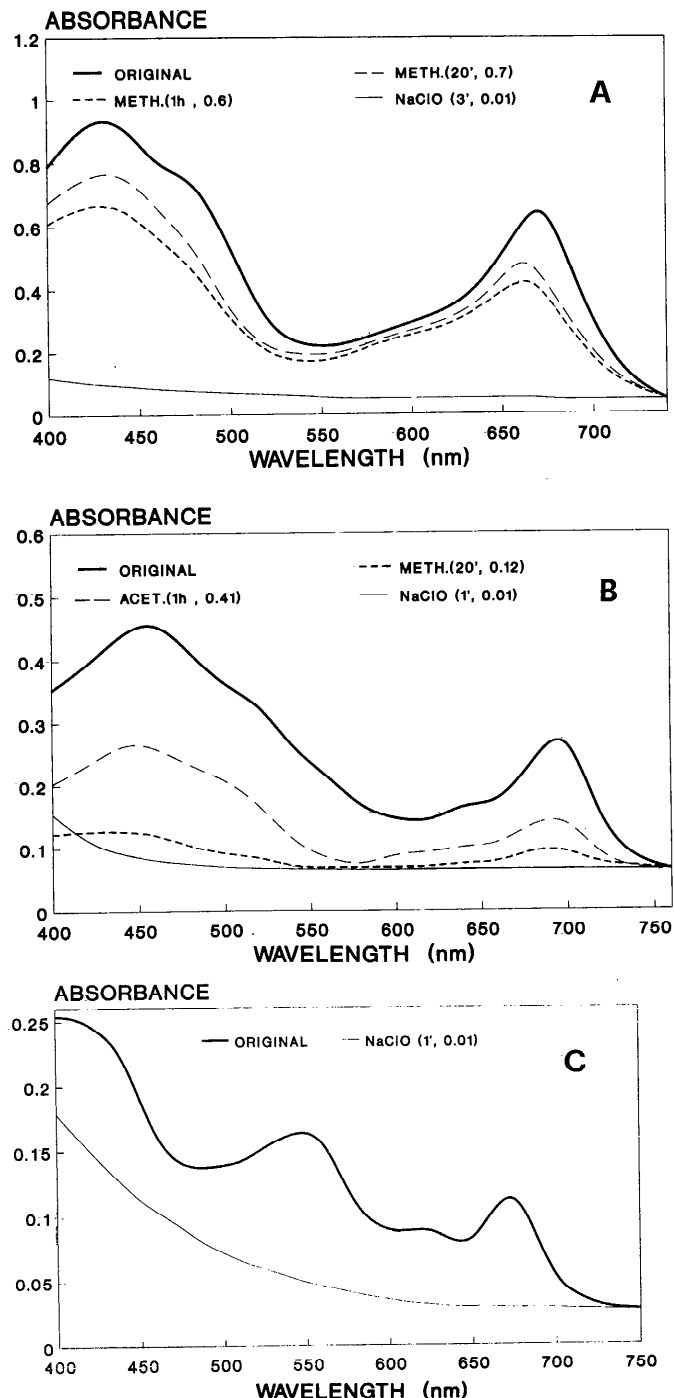 ABSORBANCE
1.2
ORIGINAL
METH.(20', 0.7)
METH.(1h , 0.6)
NaClO (3', 0.01)
A
1
0.8
0.6
0.4
0.2
0
400 450 500 550 600 650 700
WAVELENGTH (nm)
ABSORBANCE
0.6
ORIGINAL
METH.(20', 0.12)
ACET.(1h , 0.41)
NaClO (1', 0.01)
B
0.5
0.4
0.3
0.2
0.1
0
400 450 500 550 600 650 700 750
WAVELENGTH (nm)
ABSORBANCE
0.25
ORIGINAL
NaClO (1', 0.01)
C
0.2
0.15
0.1
0.05
0
400 450 500 550 600 650 700 750
WAVELENGTH (nm)